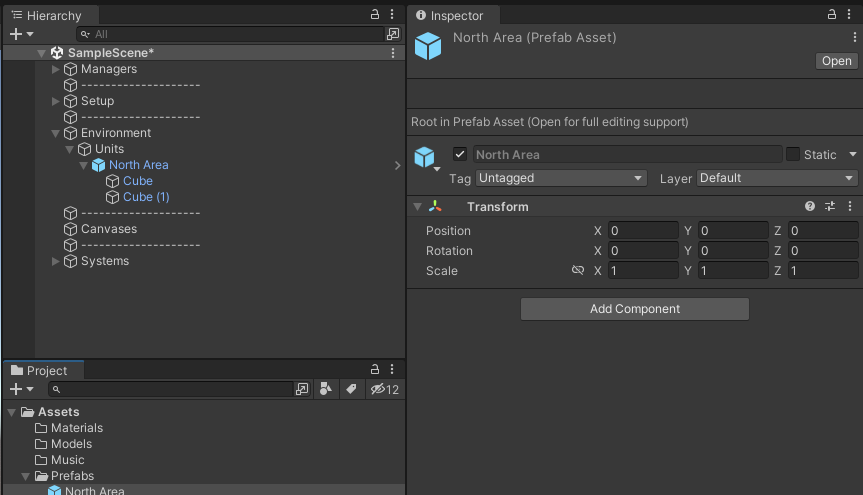 Hierarchy
All
SampleScene*
Managers
--------------------
Setup
--------------------
Environment
Units
North Area
Cube
Cube (1)
--------------------
Canvases
--------------------
Systems
Project
12
Assets
Materials
Models
Music
Prefabs
North Area
Inspector
North Area (Prefab Asset)
Open
Root in Prefab Asset (Open for full editing support)
North Area Static
Tag Untagged Layer Default
Transform
Position X 0 Y 0 Z 0
Rotation X 0 Y 0 Z 0
Scale X 1 Y 1 Z 1
Add Component